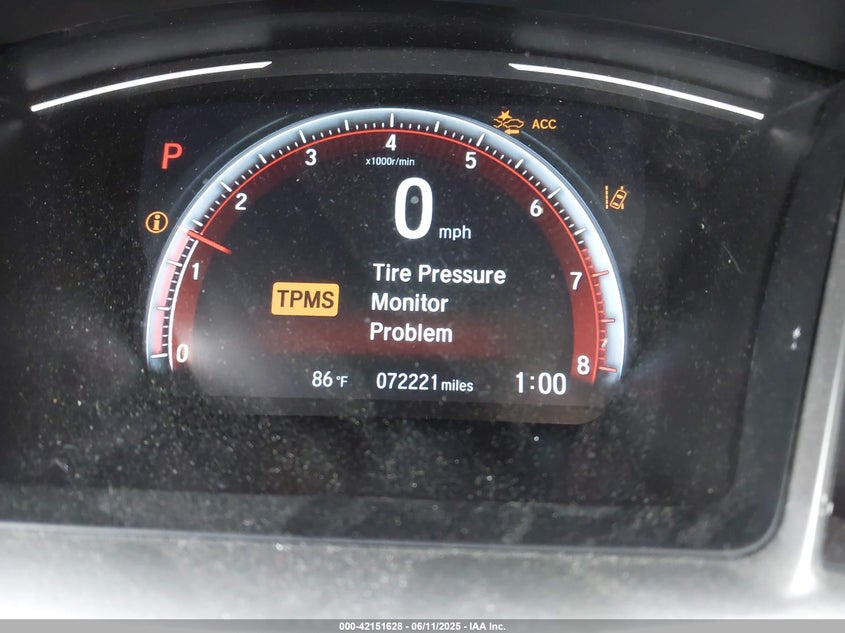 P
ACC
0
1
2
3
4
5
6
7
8
x1000r/min
0 mph
TPMS
Tire Pressure
Monitor
Problem
86 °F 072221 miles 1:00
000-42151628 - 06/11/2025 - IAA Inc.